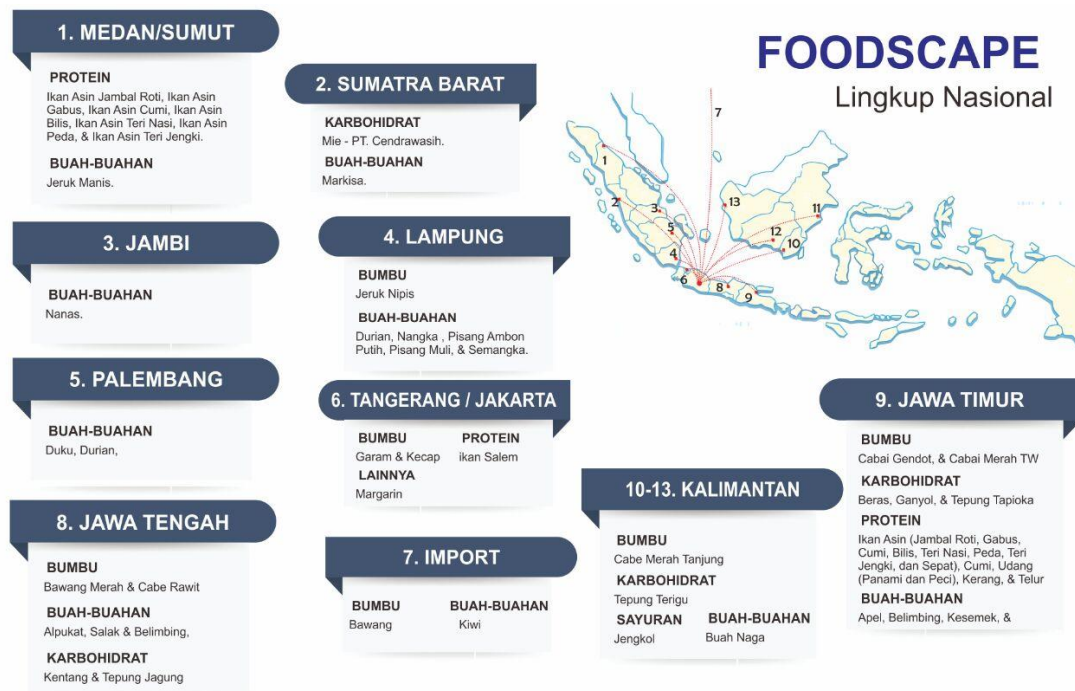 FOODSCAPE
Lingkup Nasional
1. MEDAN/SUMUT
PROTEIN
Ikan Asin Jambal Roti, Ikan Asin
Gabus, Ikan Asin Cumi, Ikan Asin
Bilis, Ikan Asin Teri Nasi, Ikan Asin
Peda, & Ikan Asin Teri Jengki.
BUAH-BUAHAN
Jeruk Manis.
2. SUMATRA BARAT
KARBOHIDRAT
Mie - PT. Cendrawasih.
BUAH-BUAHAN
Markisa.
3. JAMBI
BUAH-BUAHAN
Nanas.
4. LAMPUNG
BUMBU
Jeruk Nipis
BUAH-BUAHAN
Durian, Nangka , Pisang Ambon
Putih, Pisang Muli, & Semangka.
5. PALEMBANG
BUAH-BUAHAN
Duku, Durian,
6. TANGERANG / JAKARTA
BUMBU
Garam & Kecap
PROTEIN
ikan Salem
LAINNYA
Margarin
7. IMPORT
BUMBU
Bawang
BUAH-BUAHAN
Kiwi
8. JAWA TENGAH
BUMBU
Bawang Merah & Cabe Rawit
BUAH-BUAHAN
Alpukat, Salak & Belimbing,
KARBOHIDRAT
Kentang & Tepung Jagung
9. JAWA TIMUR
BUMBU
Cabai Gendot, & Cabai Merah TW
KARBOHIDRAT
Beras, Ganyol, & Tepung Tapioka
PROTEIN
Ikan Asin (Jambal Roti, Gabus,
Cumi, Bilis, Teri Nasi, Peda, Teri
Jengki, dan Sepat), Cumi, Udang
(Panami dan Peci), Kerang, & Telur
BUAH-BUAHAN
Apel, Belimbing, Kesemek, &
10-13. KALIMANTAN
BUMBU
Cabe Merah Tanjung
KARBOHIDRAT
Tepung Terigu
SAYURAN
Jengkol
BUAH-BUAHAN
Buah Naga
7
1
2
3
5
4
6
8
9
13
11
12
10